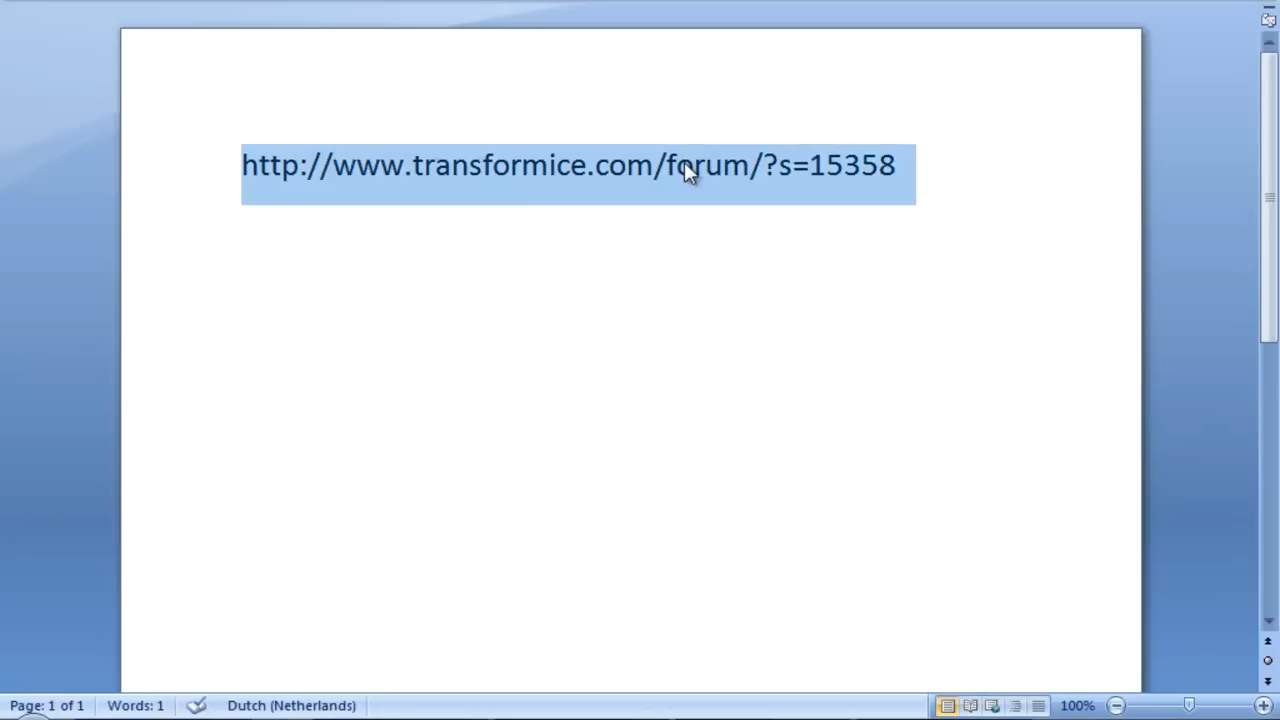 http://www.transformice.com/forum/?s=15358
Page: 1 of 1 Words: 1 Dutch (Netherlands) 100%